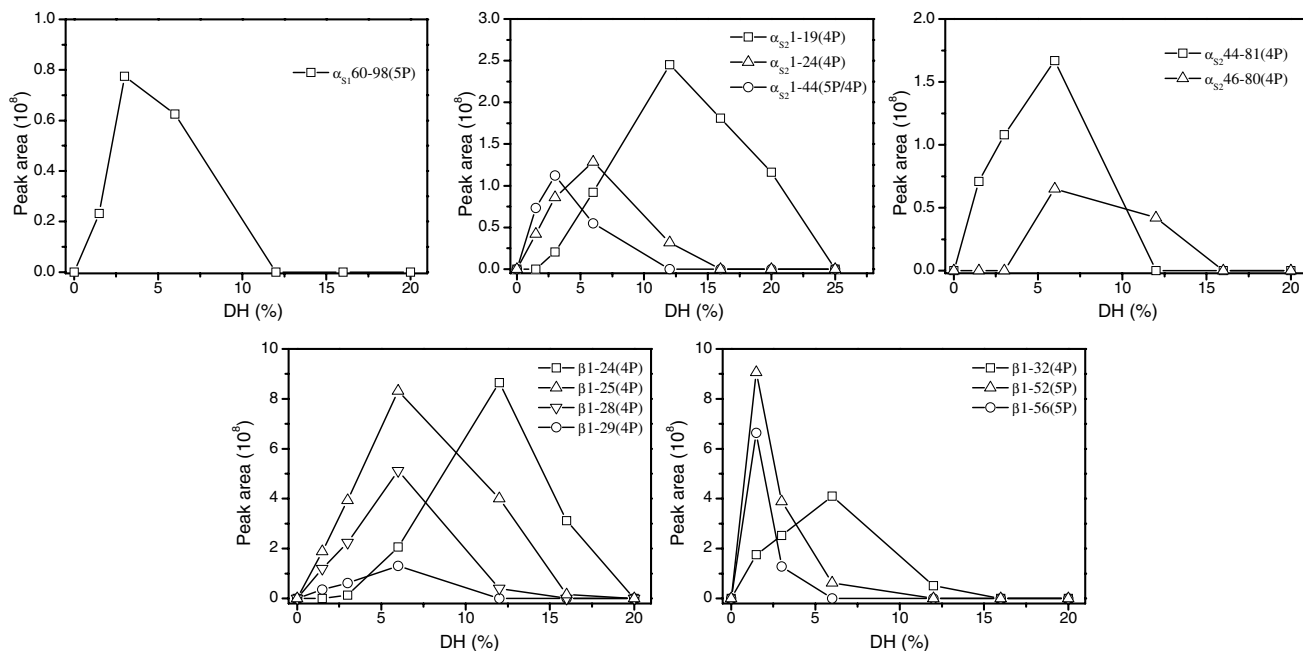 1.0
0.8
0.6
0.4
0.2
0.0
Peak area (10⁸)
0 5 10 15 20
DH (%)
αS160-98(5P)
3.0
2.5
2.0
1.5
1.0
0.5
0.0
Peak area (10⁸)
0 5 10 15 20 25
DH (%)
αS21-19(4P)
αS21-24(4P)
αS21-44(5P/4P)
2.0
1.5
1.0
0.5
0.0
Peak area (10⁸)
0 5 10 15 20
DH (%)
αS244-81(4P)
αS246-80(4P)
10
8
6
4
2
0
Peak area (10⁸)
0 5 10 15 20
DH (%)
β1-24(4P)
β1-25(4P)
β1-28(4P)
β1-29(4P)
10
8
6
4
2
0
Peak area (10⁸)
0 5 10 15 20
DH (%)
β1-32(4P)
β1-52(5P)
β1-56(5P)